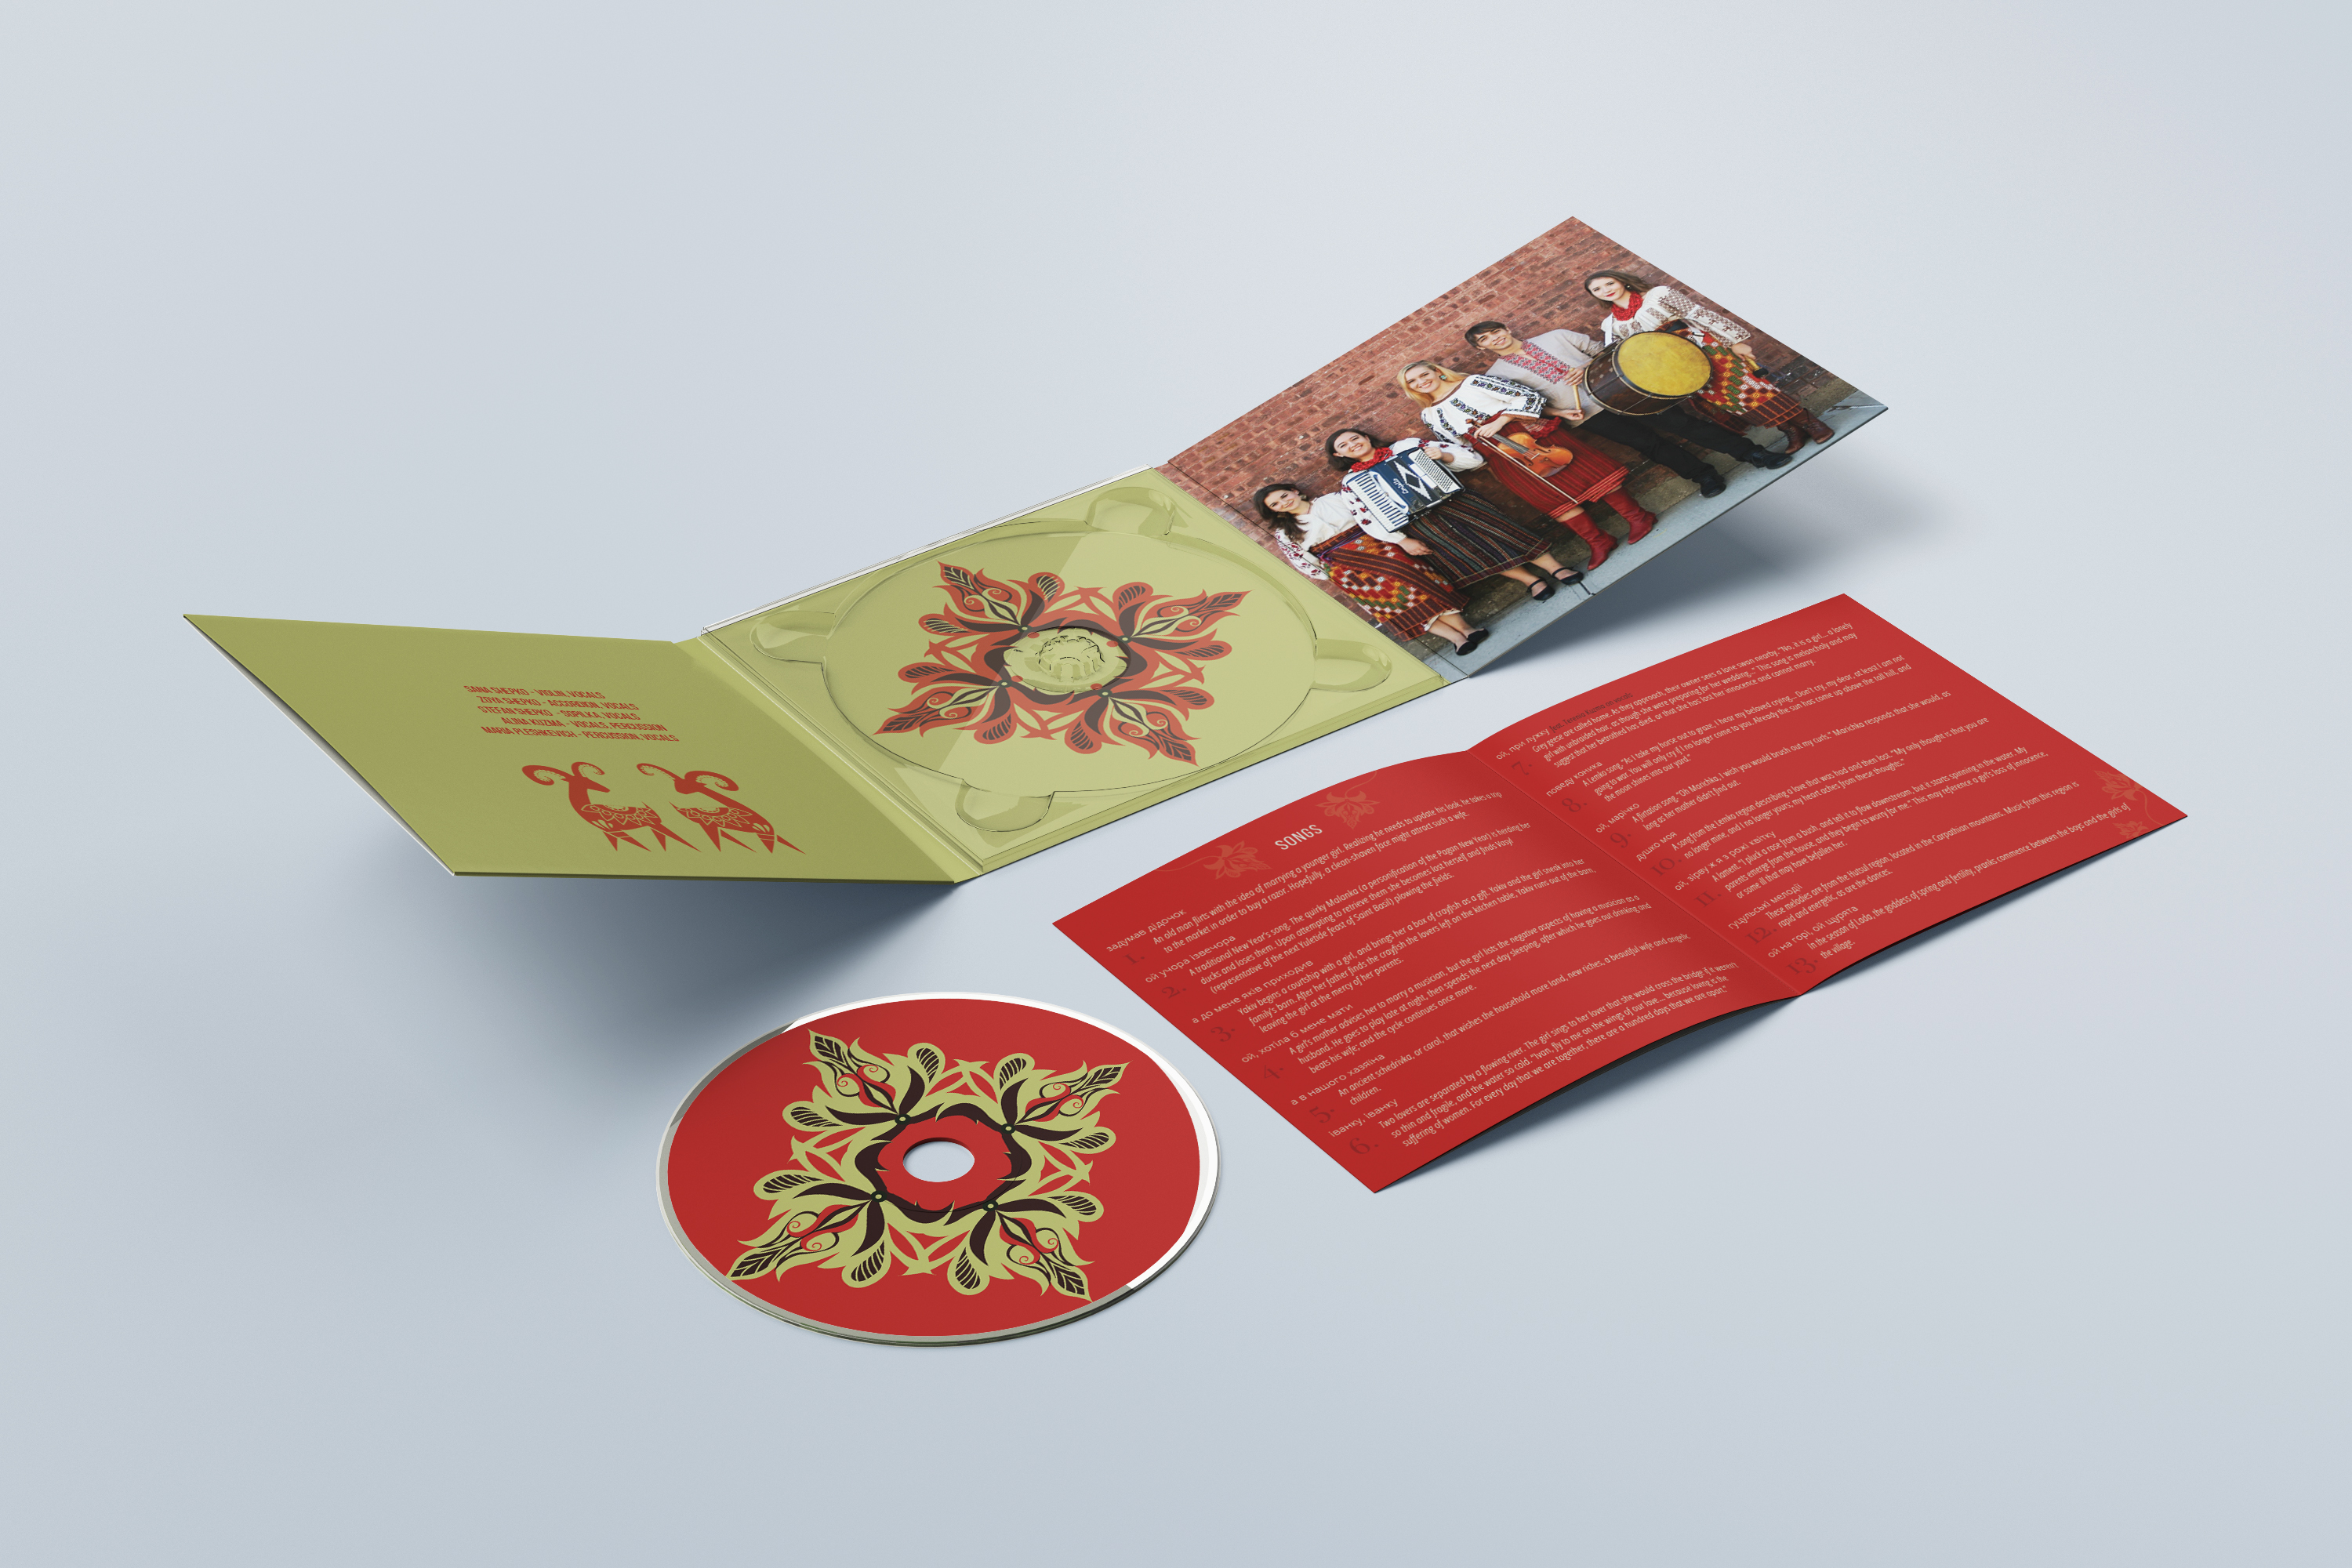 SANA SHEPKO - VIOLIN, VOCALS
ZOYA SHEPKO - ACCORDION, VOCALS
STEFAN SHEPKO - SOPILKA, VOCALS
ALINA KUZMA - VOCALS, PERCUSSION
MARIA PLESHKEVICH - PERCUSSION, VOCALS
SONGS
1.
задумав дідочок
An old man flirts with the idea of marrying a younger girl. Realizing he needs to update his look, he takes a trip
to the market in order to buy a razor. Hopefully, a clean-shaven face might attract such a wife.
2.
ой учора ізвечора
A traditional New Year's song. The quirky Malanka (a personification of the Pagan New Year) is herding her
ducks and loses them. Upon attempting to retrieve them she becomes lost herself and finds Vasyl
(representative of the next Yuletide feast of Saint Basil) plowing the fields.
3.
а до мене Яків приходив
Yakiv begins a courtship with a girl, and brings her a box of crayfish as a gift. Yakiv and the girl sneak into her
family's barn. After her father finds the crayfish the lovers left on the kitchen table, Yakiv runs out of the barn,
leaving the girl at the mercy of her parents.
4.
ой, хотіла б мене мати
A girl's mother advises her to marry a musician, but the girl lists the negative aspects of having a musician as a
husband. He goes to play late at night, then spends the next day sleeping, after which he goes out drinking and
beats his wife; and the cycle continues once more.
5.
а в нашого хазяїна
An ancient schedrivka, or carol, that wishes the household more land, new riches, a beautiful wife and angelic
children.
6.
Іванку, Іванку
Two lovers are separated by a flowing river. The girl sings to her lover that she would cross the bridge if it weren't
so thin and fragile, and the water so cold. "Ivan, fly to me on the wings of our love... because loving is the
suffering of women. For every day that we are together, there are a hundred days that we are apart."
7.
ой, при лужку
Grey geese are called home. As they approach, their owner sees a lone swan nearby. "No, it is a girl... a lonely
girl with unbraided hair, as though she were preparing for her wedding..." This song is melancholy and may
suggest that her betrothed has died, or that she has lost her innocence and cannot marry.
8.
поведу коника
A Lemko song. "As I take my horse out to graze, I hear my beloved crying... Don't cry, my dear, at least I am not
going to war. You will only cry if I no longer come to you. Already the sun has come up above the tall hill, and
the moon shines into our yard."
9.
ой, Марічко
A flirtation song. "Oh Marichko, I wish you would brush out my curls." Marichka responds that she would, as
long as her mother didn't find out.
10.
душко моя
A song from the Lemko region describing a love that was had and then lost. "My only thought is that you are
no longer mine, and I no longer yours; my heart aches from these thoughts."
11.
ой, зірву ж я з рожі квітку
A lament. "I pluck a rose from a bush, and tell it to flow downstream, but it starts spinning in the water. My
parents emerge from the house, and they begin to worry for me." This may reference a girl's loss of innocence,
or some ill that may have befallen her.
12.
гуцульські мелодії
These melodies are from the Hutsul region, located in the Carpathian mountains. Music from this region is
rapid and energetic, as are the dances.
13.
ой на горі, ой щурята
In the season of Lada, the goddess of spring and fertility, pranks commence between the boys and the girls of
the village.